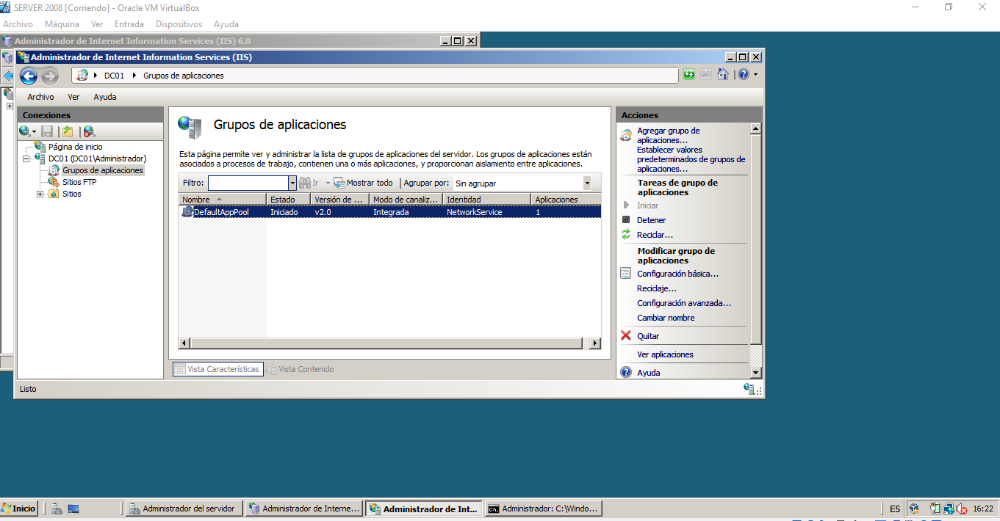 SERVER 2008 [Corriendo] - Oracle VM VirtualBox
Archivo Máquina Ver Entrada Dispositivos Ayuda
Administrador de Internet Information Services (IIS) 6.0
Administrador de Internet Information Services (IIS)
DC01 Grupos de aplicaciones
Archivo Ver Ayuda
Conexiones
Página de inicio
DC01 (DC01\Administrador)
Grupos de aplicaciones
Sitios FTP
Sitios
Grupos de aplicaciones
Esta página permite ver y administrar la lista de grupos de aplicaciones del servidor. Los grupos de aplicaciones están
asociados a procesos de trabajo, contienen una o más aplicaciones, y proporcionan aislamiento entre aplicaciones.
Filtro: Ir Mostrar todo Agrupar por: Sin agrupar
Nombre Estado Versión de ... Modo de canaliz... Identidad Aplicaciones
DefaultAppPool Iniciado v2.0 Integrada NetworkService 1
Vista Características Vista Contenido
Acciones
Agregar grupo de
aplicaciones...
Establecer valores
predeterminados de grupos de
aplicaciones...
Tareas de grupo de
aplicaciones
Iniciar
Detener
Reciclar...
Modificar grupo de
aplicaciones
Configuración básica...
Reciclaje...
Configuración avanzada...
Cambiar nombre
Quitar
Ver aplicaciones
Ayuda
Listo
Inicio Administrador del servidor Administrador de Interne... Administrador de Int... Administrador: C:\Windo... ES 16:22